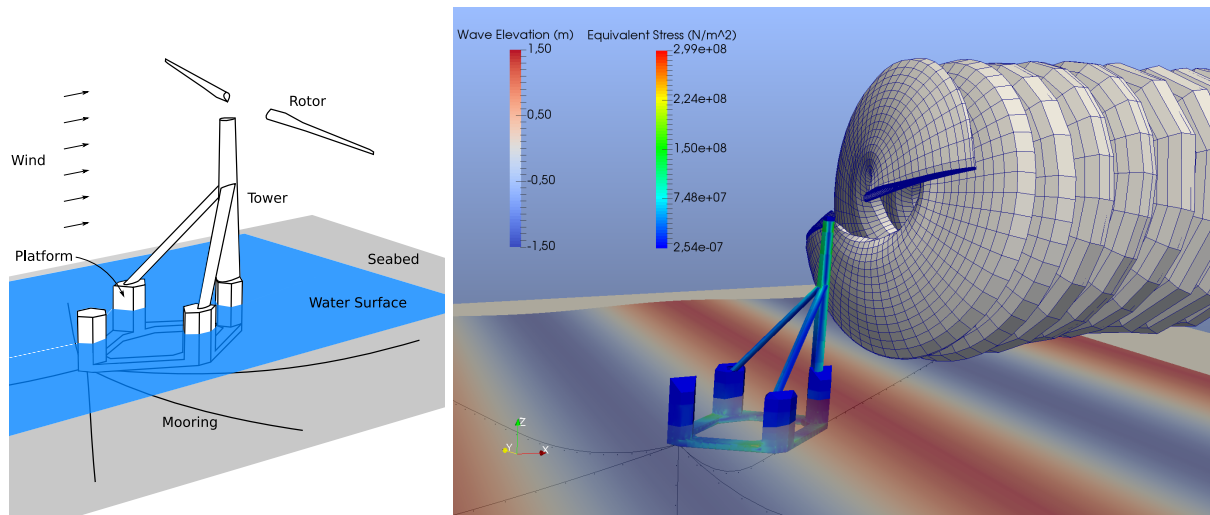 Rotor
Wind
Tower
Platform
Seabed
Water Surface
Mooring
Wave Elevation (m)
1,50
0,50
-0,50
-1,50
Equivalent Stress (N/m^2)
2,99e+08
2,24e+08
1,50e+08
7,48e+07
2,54e-07
Z
Y
X